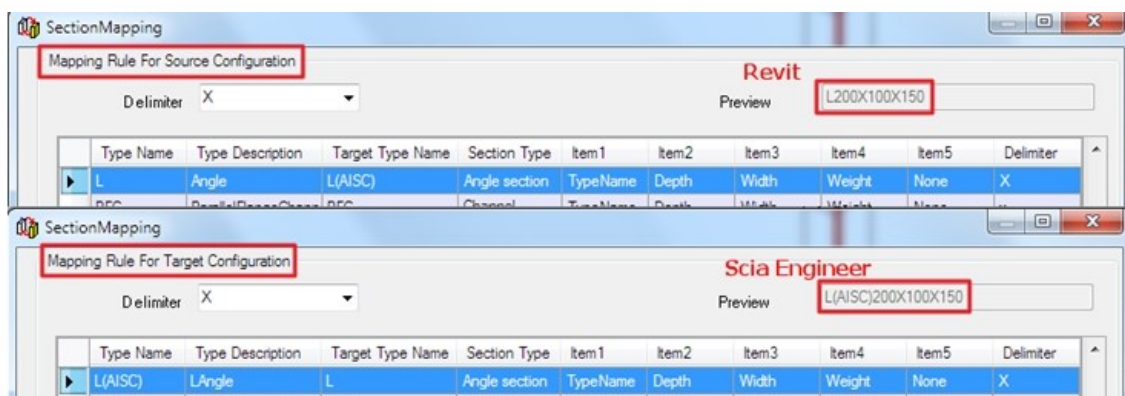 SectionMapping
Mapping Rule For Source Configuration
Revit
Delimiter X Preview L200X100X150
Type Name Type Description Target Type Name Section Type Item1 Item2 Item3 Item4 Item5 Delimiter
L Angle L(AISC) Angle section TypeName Depth Width Weight None X
SectionMapping
Mapping Rule For Target Configuration
Scia Engineer
Delimiter X Preview L(AISC)200X100X150
Type Name Type Description Target Type Name Section Type Item1 Item2 Item3 Item4 Item5 Delimiter
L(AISC) LAngle L Angle section TypeName Depth Width Weight None X